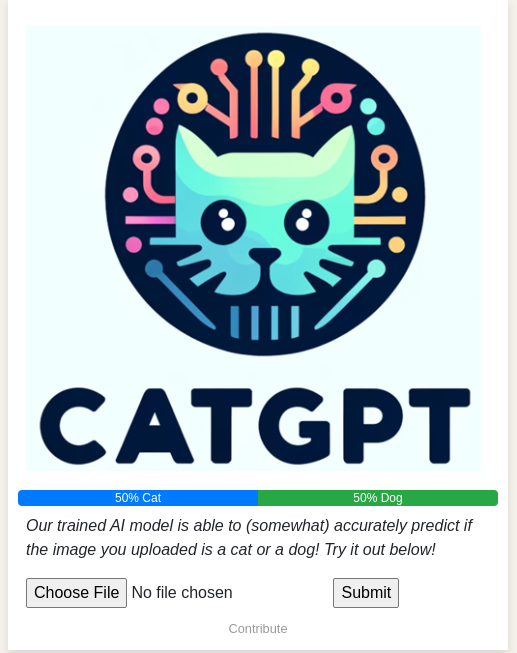 CATGPT
50% Cat 50% Dog
Our trained AI model is able to (somewhat) accurately predict if
the image you uploaded is a cat or a dog! Try it out below!
Choose File No file chosen Submit
Contribute